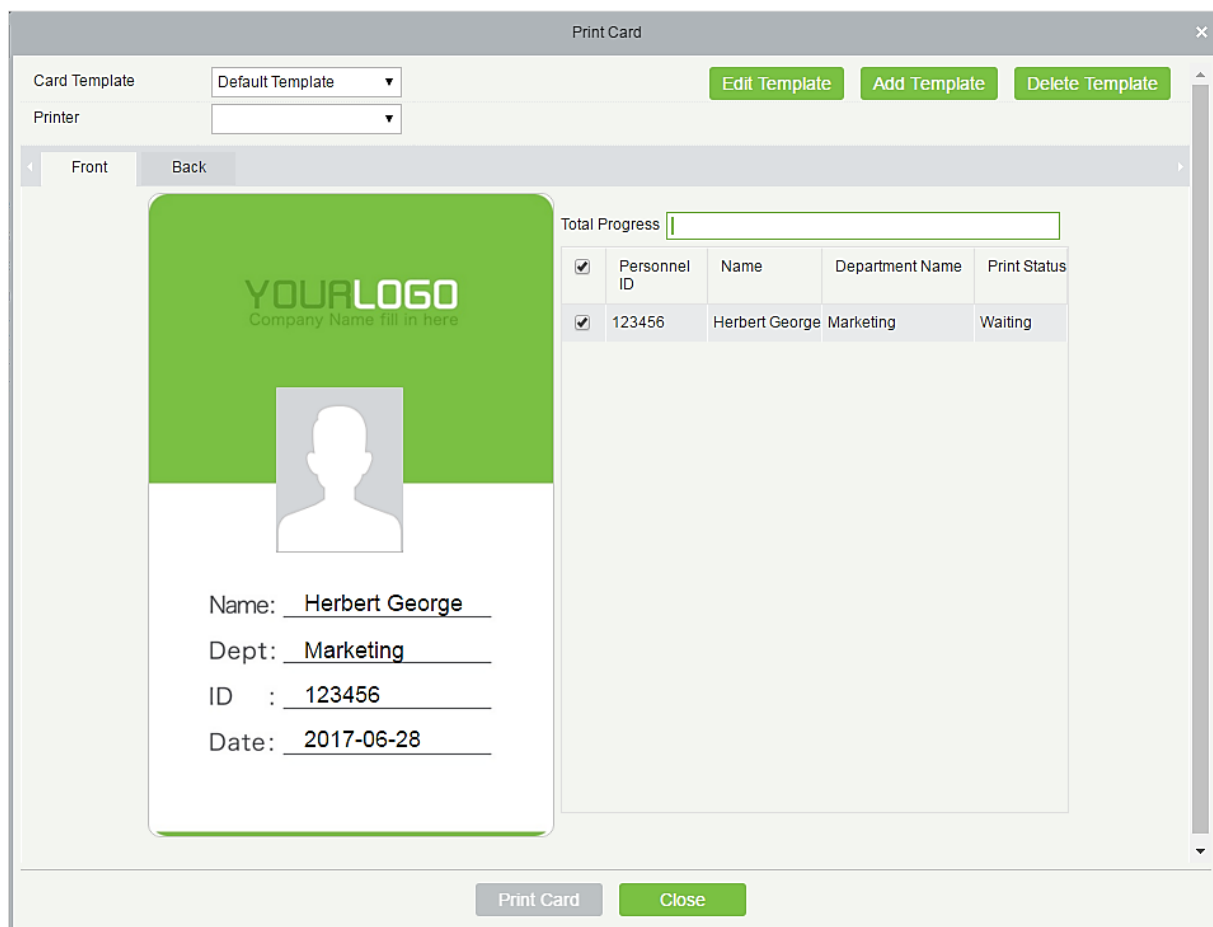 Print Card
Card Template Default Template Edit Template Add Template Delete Template
Printer
Front Back
YOURLOGO
Company Name fill in here
Name: Herbert George
Dept: Marketing
ID : 123456
Date: 2017-06-28
Total Progress
Personnel ID Name Department Name Print Status
123456 Herbert George Marketing Waiting
Print Card Close